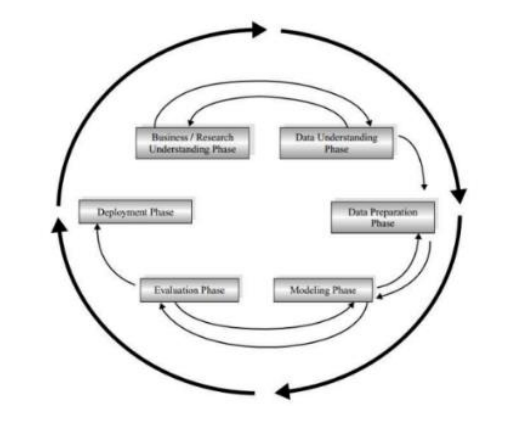 Business / Research
Understanding Phase
Data Understanding
Phase
Deployment Phase
Data Preparation
Phase
Evaluation Phase
Modeling Phase